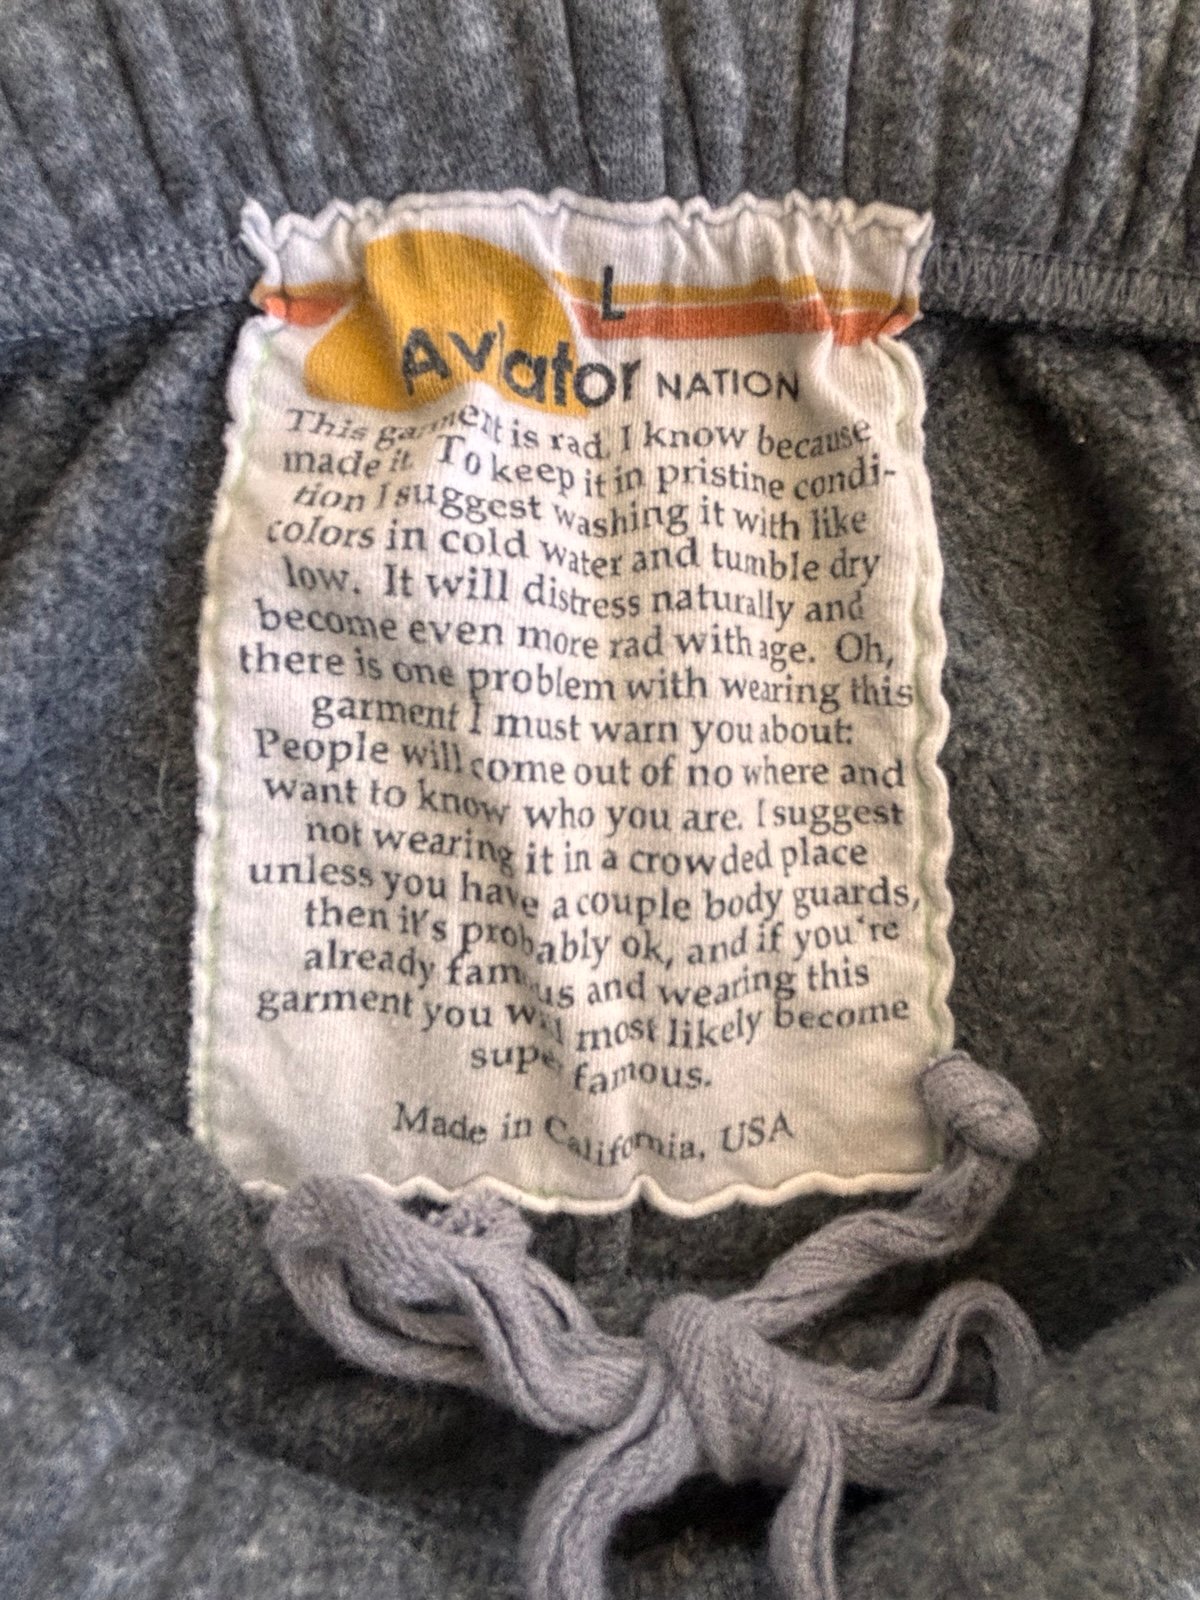 L
Aviator NATION
This garment is rad. I know because
made it. To keep it in pristine condi-
tion I suggest washing it with like
colors in cold water and tumble dry
low. It will distress naturally and
become even more rad with age. Oh,
there is one problem with wearing this
garment I must warn you about:
People will come out of no where and
want to know who you are. I suggest
not wearing it in a crowded place
unless you have a couple body guards,
then it's probably ok, and if you're
already famous and wearing this
garment you will most likely become
super famous.
Made in California, USA